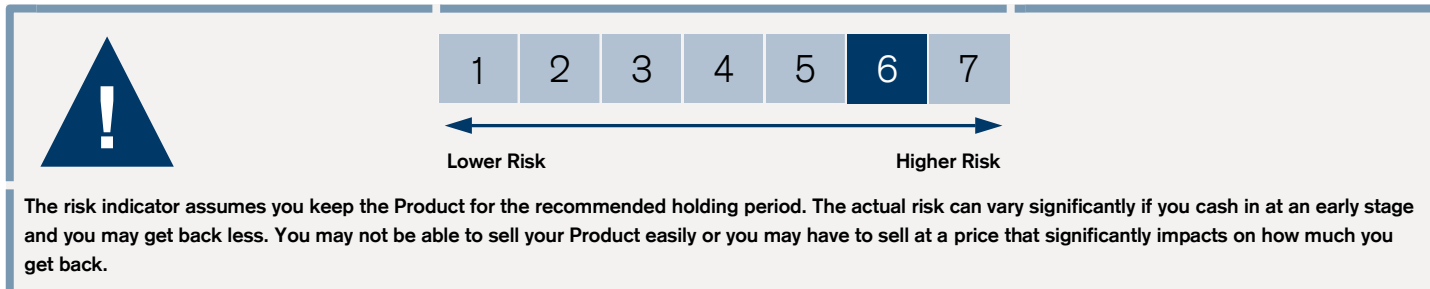 !
1 2 3 4 5 6 7
Lower Risk Higher Risk
The risk indicator assumes you keep the Product for the recommended holding period. The actual risk can vary significantly if you cash in at an early stage
and you may get back less. You may not be able to sell your Product easily or you may have to sell at a price that significantly impacts on how much you
get back.